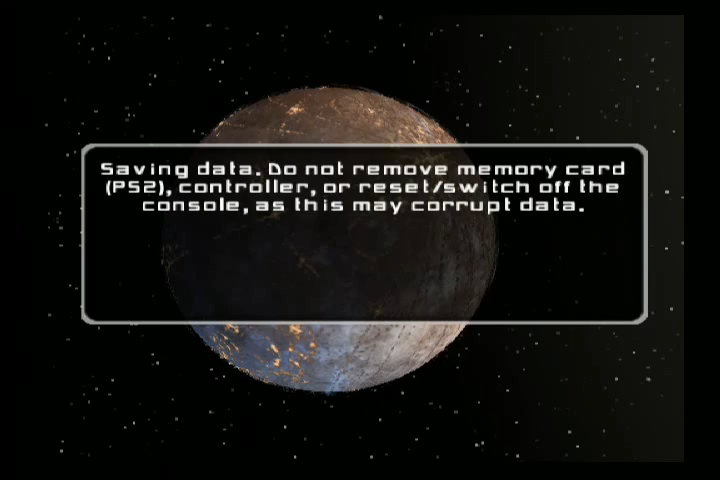 Saving data. Do not remove memory card
(PS2), controller, or reset/switch off the
console, as this may corrupt data.